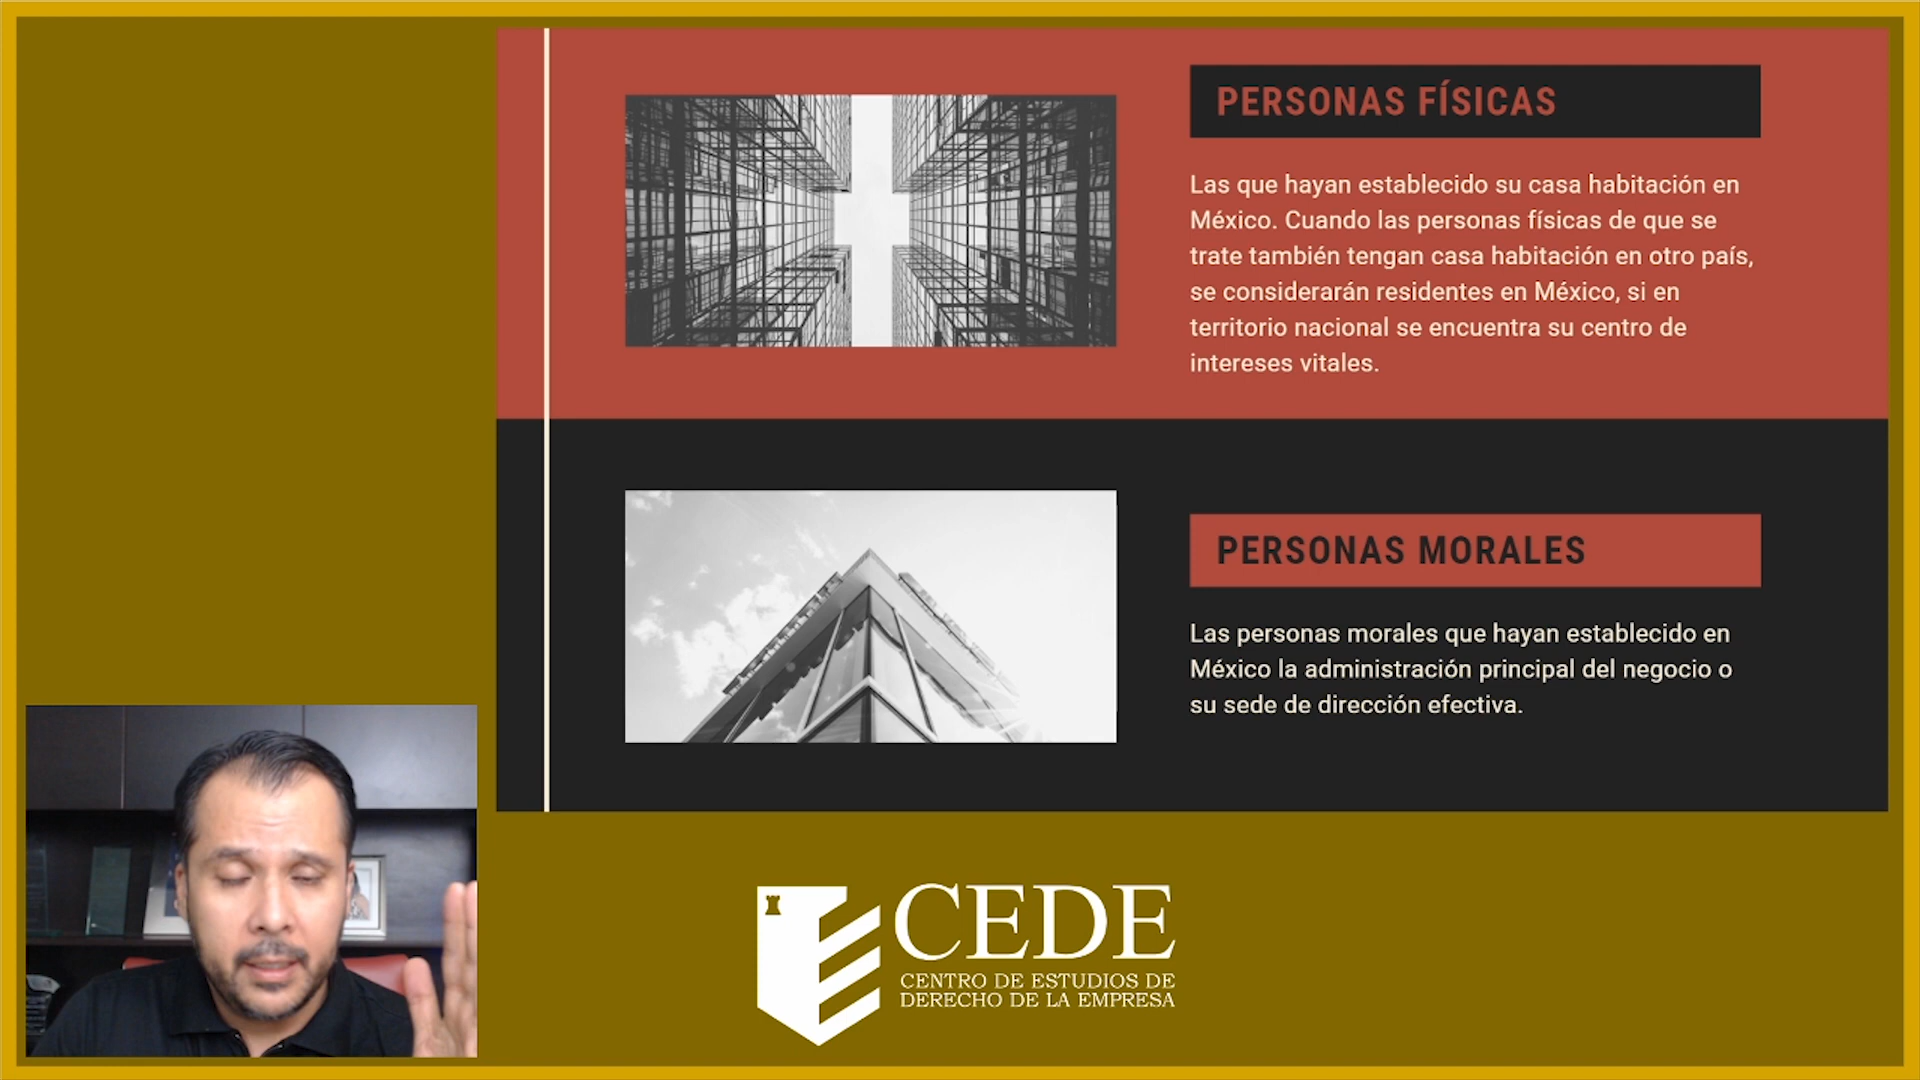 PERSONAS FÍSICAS
Las que hayan establecido su casa habitación en
México. Cuando las personas físicas de que se
trate también tengan casa habitación en otro país,
se considerarán residentes en México, si en
territorio nacional se encuentra su centro de
intereses vitales.
PERSONAS MORALES
Las personas morales que hayan establecido en
México la administración principal del negocio o
su sede de dirección efectiva.
CEDE
CENTRO DE ESTUDIOS DE
DERECHO DE LA EMPRESA